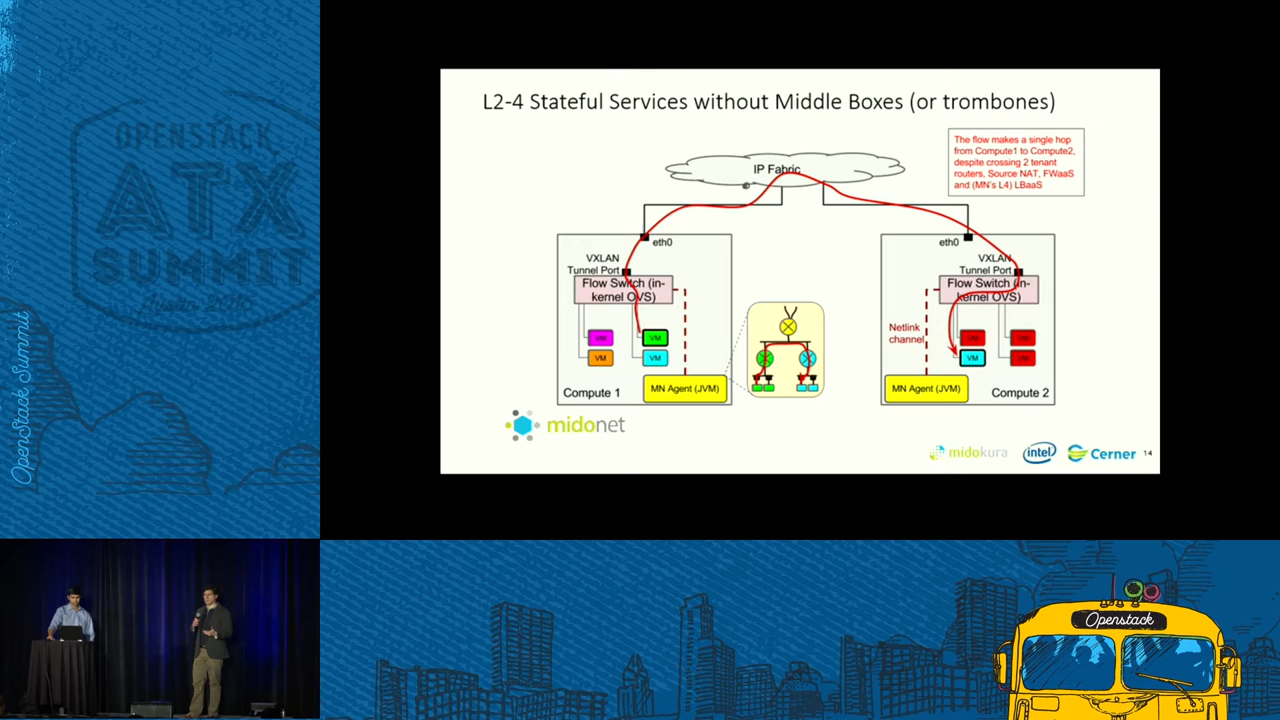 OPENSTACK
ATX
SUMMIT
Austin
OpenStack Summit
L2-4 Stateful Services without Middle Boxes (or trombones)
The flow makes a single hop
from Compute1 to Compute2,
despite crossing 2 tenant
routers, Source NAT, FWaaS
and (MN's L4) LBaaS
IP Fabric
eth0
VXLAN
Tunnel Port
Flow Switch (in-
kernel OVS)
VM
VM
VM
VM
Compute 1
MN Agent (JVM)
eth0
VXLAN
Tunnel Port
Flow Switch (in-
kernel OVS)
Netlink
channel
VM
VM
VM
VM
MN Agent (JVM)
Compute 2
midonet
midokura
intel
Cerner
14
Openstack